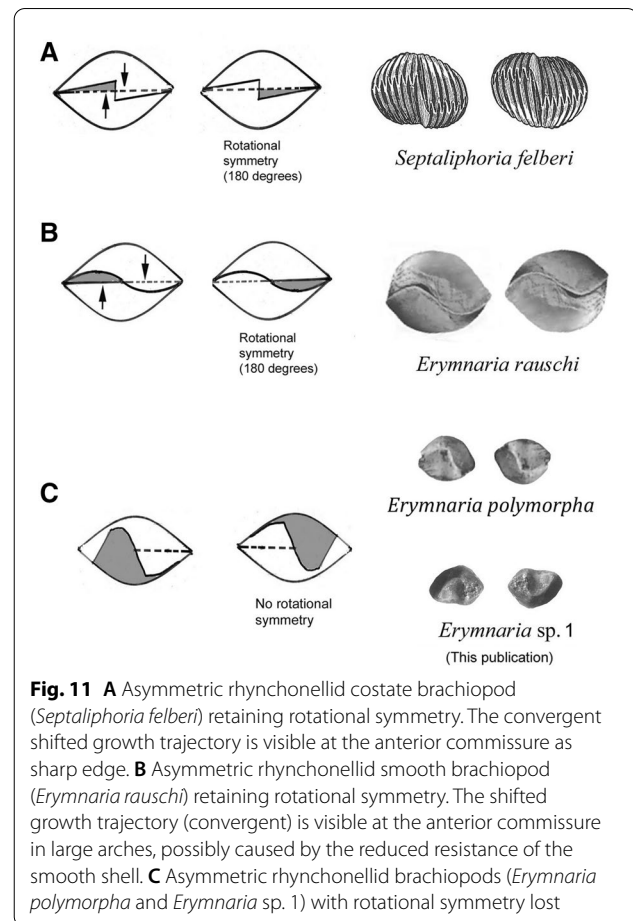 A
Rotational
symmetry
(180 degrees)
Septaliphoria felberi
B
Rotational
symmetry
(180 degrees)
Erymnaria rauschi
C
Erymnaria polymorpha
No rotational
symmetry
Erymnaria sp. 1
(This publication)
Fig. 11 A Asymmetric rhynchonellid costate brachiopod
(Septaliphoria felberi) retaining rotational symmetry. The convergent
shifted growth trajectory is visible at the anterior commissure as
sharp edge. B Asymmetric rhynchonellid smooth brachiopod
(Erymnaria rauschi) retaining rotational symmetry. The shifted
growth trajectory (convergent) is visible at the anterior commissure
in large arches, possibly caused by the reduced resistance of the
smooth shell. C Asymmetric rhynchonellid brachiopods (Erymnaria
polymorpha and Erymnaria sp. 1) with rotational symmetry lost